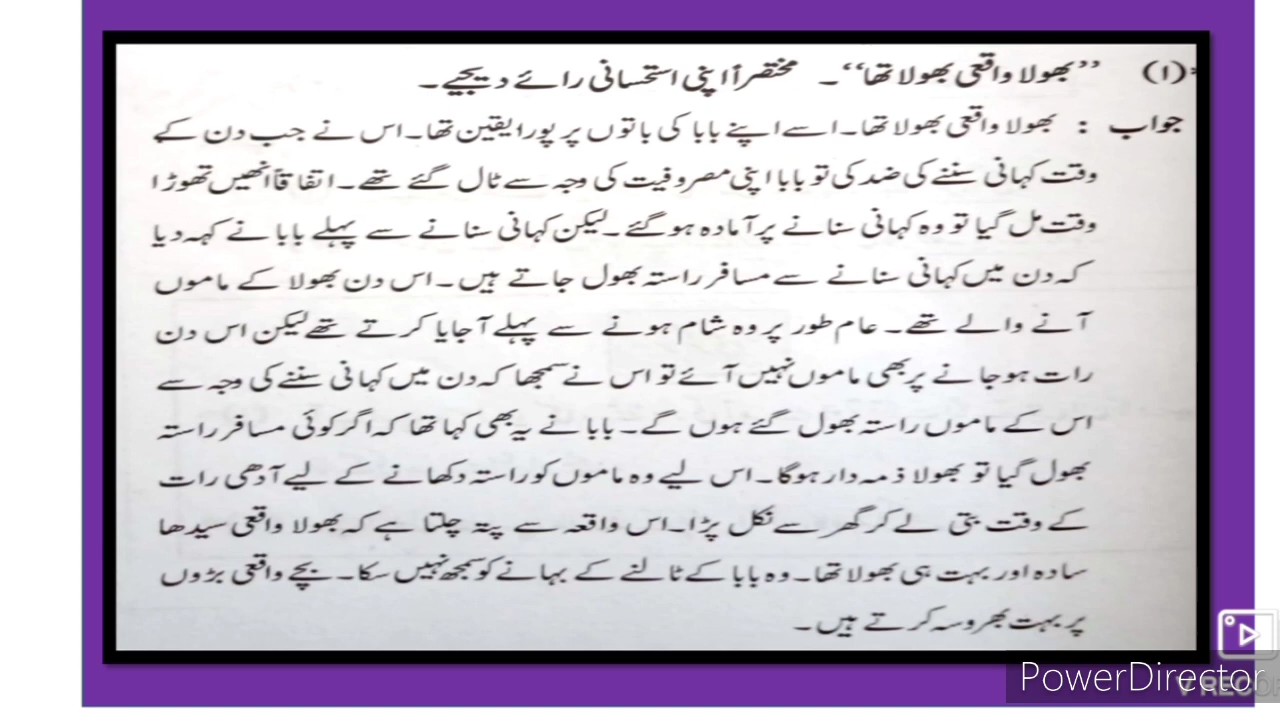 (۱) ’’بھولا واقعی بھولا تھا‘‘۔ مختصراً اپنی استحسانی رائے دیجیے۔
جواب : بھولا واقعی بھولا تھا۔ اسے اپنے بابا کی باتوں پر پورا یقین تھا۔ اس نے جب دن کے
وقت کہانی سننے کی ضد کی تو بابا اپنی مصروفیت کی وجہ سے ٹال گئے تھے۔ اتفاقاً انھیں تھوڑا
وقت مل گیا تو وہ کہانی سنانے پر آمادہ ہوگئے۔ لیکن کہانی سنانے سے پہلے بابا نے کہہ دیا
کہ دن میں کہانی سنانے سے مسافر راستہ بھول جاتے ہیں۔ اس دن بھولا کے ماموں
آنے والے تھے۔ عام طور پر وہ شام ہونے سے پہلے آجایا کرتے تھے لیکن اس دن
رات ہوجانے پر بھی ماموں نہیں آئے تو اس نے سمجھا کہ دن میں کہانی سننے کی وجہ سے
اس کے ماموں راستہ بھول گئے ہوں گے۔ بابا نے یہ بھی کہا تھا کہ اگر کوئی مسافر راستہ
بھول گیا تو بھولا ذمہ دار ہوگا۔ اس لیے وہ ماموں کو راستہ دکھانے کے لیے آدھی رات
کے وقت بتی لے کر گھر سے نکل پڑا۔ اس واقعہ سے پتہ چلتا ہے کہ بھولا واقعی سیدھا
سادہ اور بہت ہی بھولا تھا۔ وہ بابا کے ٹالنے کے بہانے کو سمجھ نہیں سکا۔ بچے واقعی بڑوں
پر بہت بھروسہ کرتے ہیں۔
PowerDirector